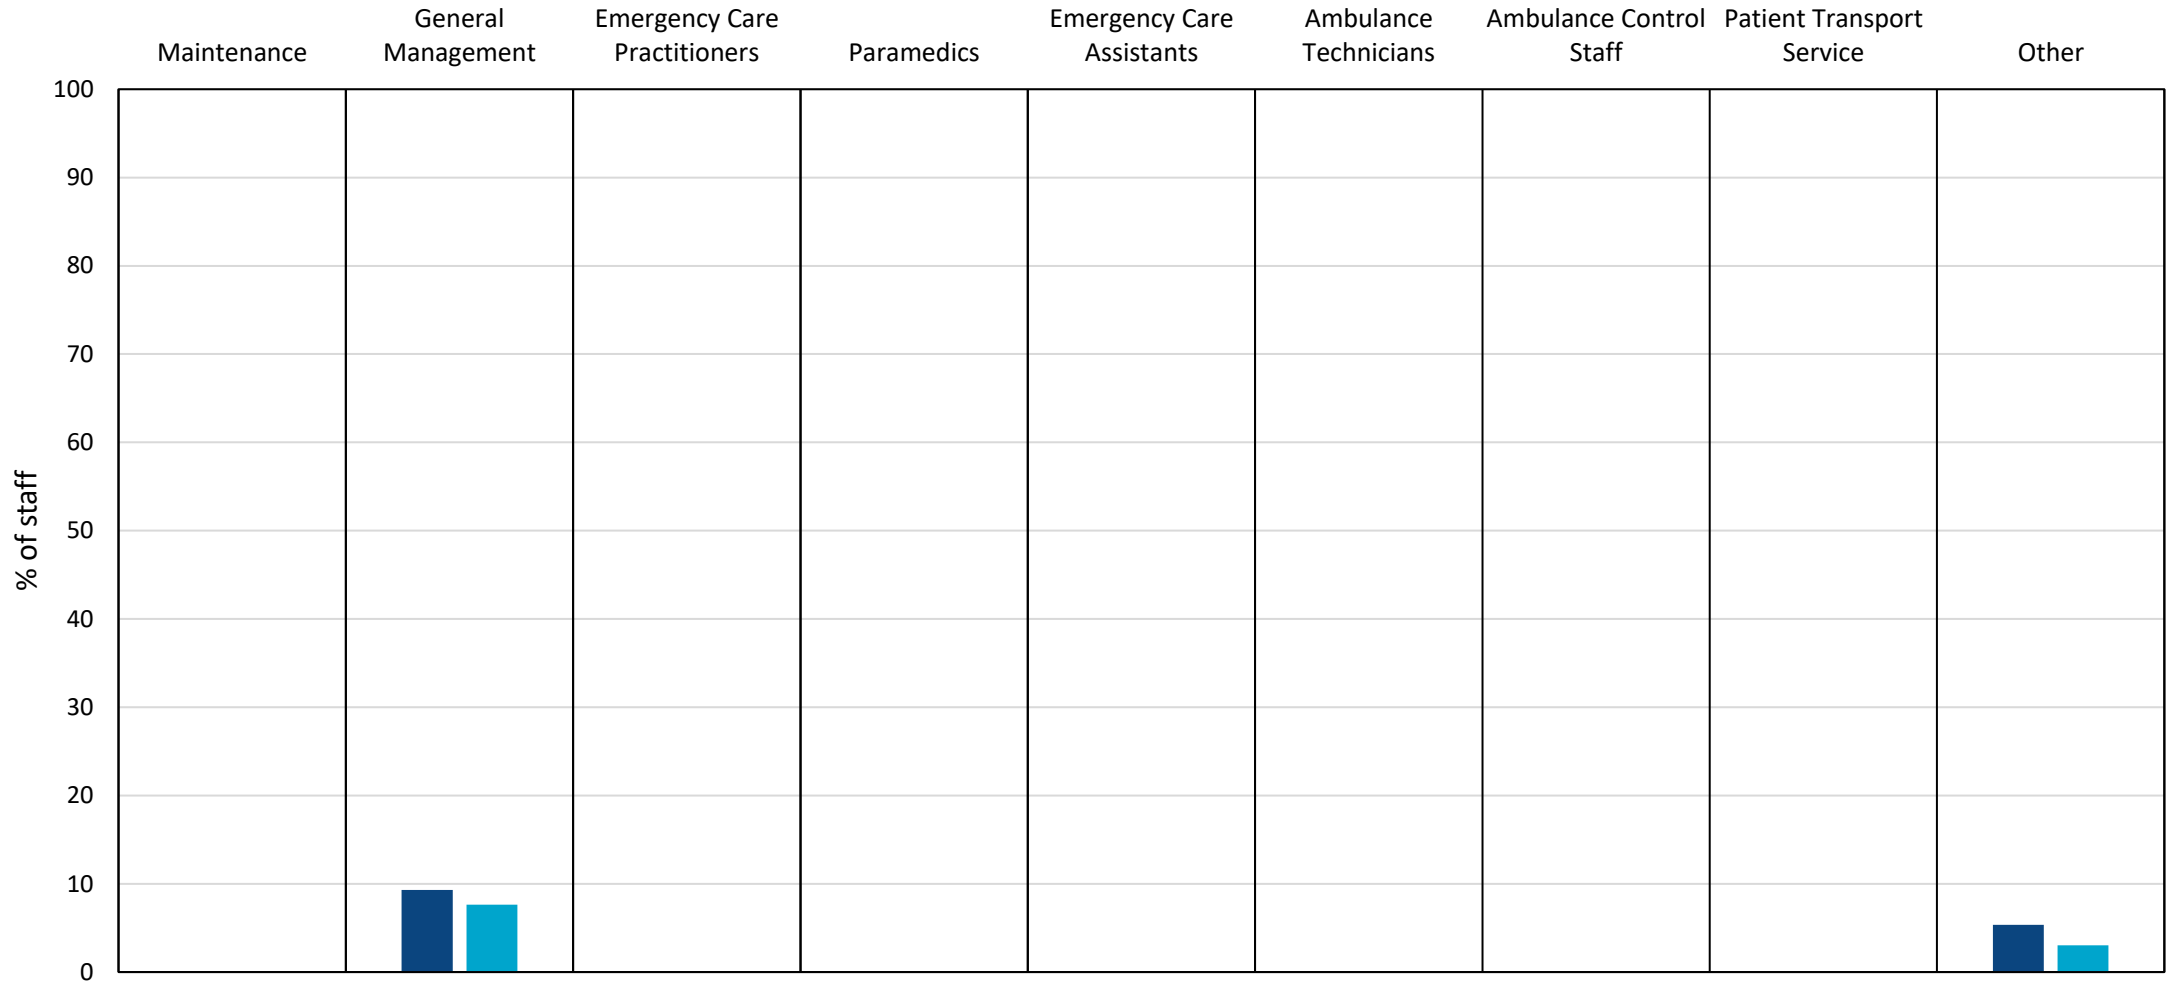 Maintenance
General
Management
Emergency Care
Practitioners
Paramedics
Emergency Care
Assistants
Ambulance
Technicians
Ambulance Control
Staff
Patient Transport
Service
Other
% of staff
100
90
80
70
60
50
40
30
20
10
0